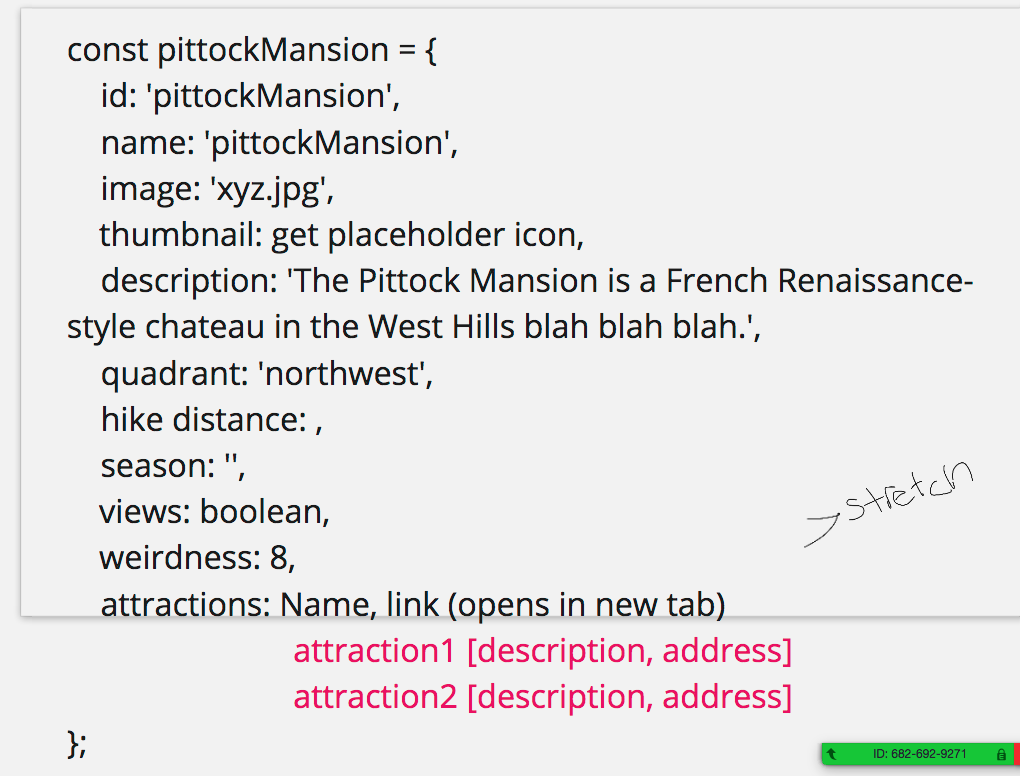 const pittockMansion = {
id: 'pittockMansion',
name: 'pittockMansion',
image: 'xyz.jpg',
thumbnail: get placeholder icon,
description: 'The Pittock Mansion is a French Renaissance-
style chateau in the West Hills blah blah blah.',
quadrant: 'northwest',
hike distance: ,
season: '',
views: boolean,
stretch
weirdness: 8,
attractions: Name, link (opens in new tab)
attraction1 [description, address]
attraction2 [description, address]
};
ID: 682-692-9271